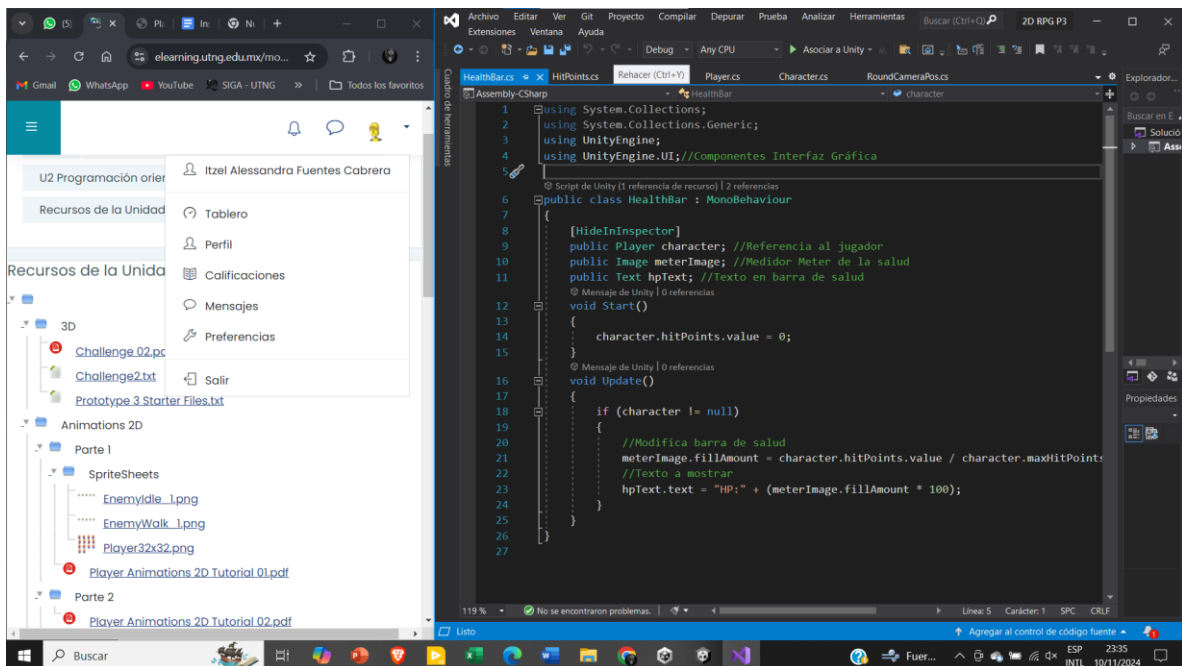 (5)
Pla
In:
Ni
elearning.utng.edu.mx/mo...
Gmail
WhatsApp
YouTube
SIGA - UTNG
»
Todos los favoritos
U2 Programación orier
Recursos de la Unidad
Recursos de la Unida
3D
Challenge 02.pd
Challenge2.txt
Prototype 3 Starter Files.txt
Animations 2D
Parte 1
SpriteSheets
EnemyIdle_1.png
EnemyWalk_1.png
Player32x32.png
Player Animations 2D Tutorial 01.pdf
Parte 2
Player Animations 2D Tutorial 02.pdf
Itzel Alessandra Fuentes Cabrera
Tablero
Perfil
Calificaciones
Mensajes
Preferencias
Salir
Archivo Editar Ver Git Proyecto Compilar Depurar Prueba Analizar Herramientas
Extensiones Ventana Ayuda
Buscar (Ctrl+Q)
2D RPG P3
Debug
Any CPU
Asociar a Unity
Cuadro de herramientas
HealthBar.cs
HitPoints.cs
Rehacer (Ctrl+Y)
Player.cs
Character.cs
RoundCameraPos.cs
Assembly-CSharp
HealthBar
character
1 using System.Collections;
2 using System.Collections.Generic;
3 using UnityEngine;
4 using UnityEngine.UI;//Componentes Interfaz Gráfica
5
Script de Unity (1 referencia de recurso) | 2 referencias
6 public class HealthBar : MonoBehaviour
7 {
8 [HideInInspector]
9 public Player character; //Referencia al jugador
10 public Image meterImage; //Medidor Meter de la salud
11 public Text hpText; //Texto en barra de salud
Mensaje de Unity | 0 referencias
12 void Start()
13 {
14 character.hitPoints.value = 0;
15 }
Mensaje de Unity | 0 referencias
16 void Update()
17 {
18 if (character != null)
19 {
20 //Modifica barra de salud
21 meterImage.fillAmount = character.hitPoints.value / character.maxHitPoints
22 //Texto a mostrar
23 hpText.text = "HP:" + (meterImage.fillAmount * 100);
24 }
25 }
26 }
27
119 %
No se encontraron problemas.
Línea: 5 Carácter: 1 SPC CRLF
Explorador...
Buscar en E
Solució
Asse
Propiedades
Listo
Agregar al control de código fuente
Buscar
Fuer...
ESP
INTL
23:35
10/11/2024